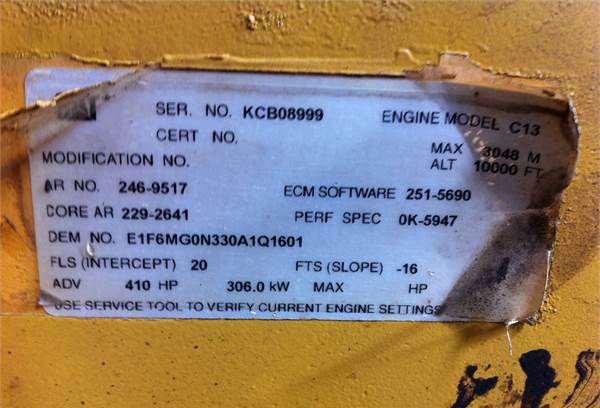 SER. NO. KCB08999 ENGINE MODEL C13
CERT NO. MAX 3048 M
MODIFICATION NO. ALT 10000 FT
AR NO. 246-9517 ECM SOFTWARE 251-5690
CORE AR 229-2641 PERF SPEC 0K-5947
DEM NO. E1F6MG0N330A1Q1601
FLS (INTERCEPT) 20 FTS (SLOPE) -16
ADV 410 HP 306.0 kW MAX HP
USE SERVICE TOOL TO VERIFY CURRENT ENGINE SETTINGS